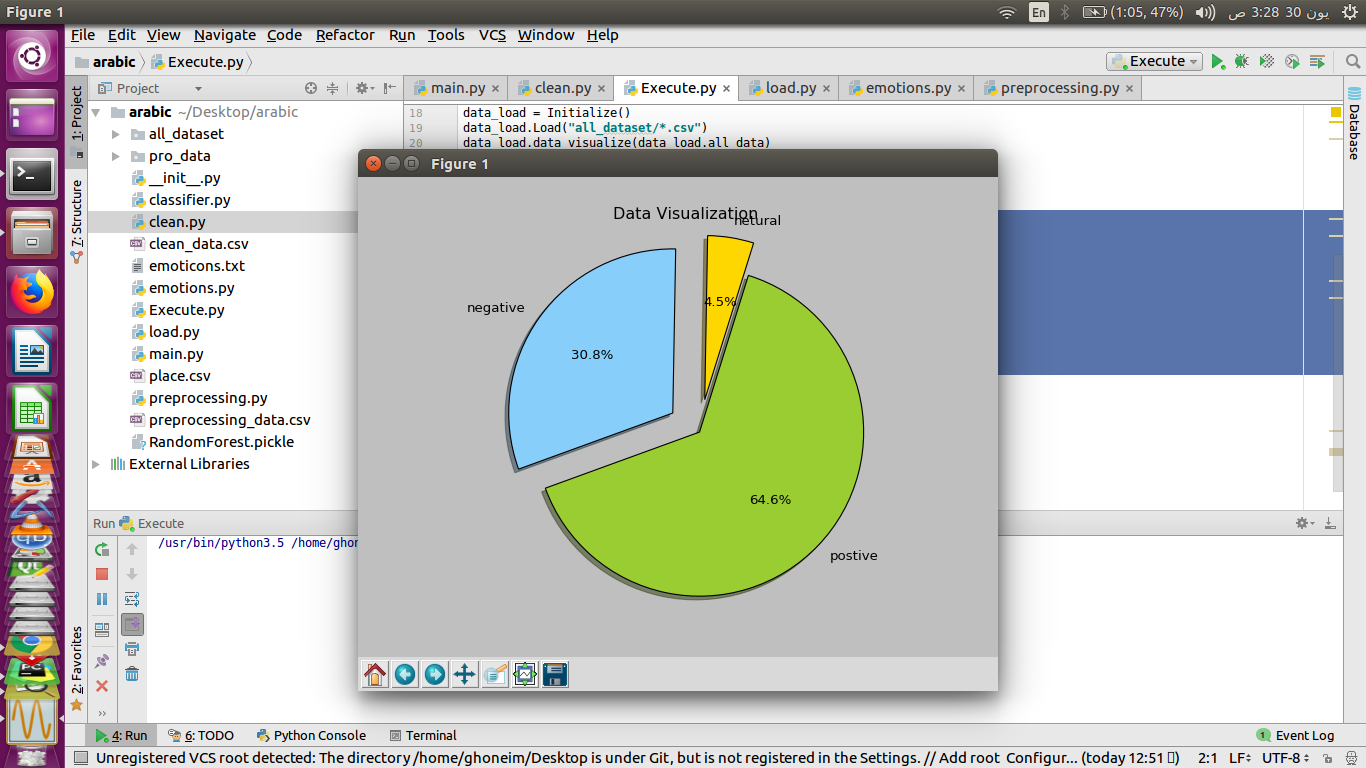 Figure 1
En
(1:05, 47%)
يون 30 3:28 ص
File Edit View Navigate Code Refactor Run Tools VCS Window Help
arabic Execute.py
Execute
Project
main.py clean.py Execute.py load.py emotions.py preprocessing.py
1: Project
7: Structure
2: Favorites
Database
arabic ~/Desktop/arabic
all_dataset
pro_data
__init__.py
classifier.py
clean.py
clean_data.csv
emoticons.txt
emotions.py
Execute.py
load.py
main.py
place.csv
preprocessing.py
preprocessing_data.csv
RandomForest.pickle
External Libraries
18 data_load = Initialize()
19 data_load.Load("all_dataset/*.csv")
20 data_load.data_visualize(data_load.all_data)
Figure 1
Data Visualization
netural
4.5%
negative
30.8%
64.6%
postive
Run Execute
/usr/bin/python3.5 /home/ghon
4: Run 6: TODO Python Console Terminal
1 Event Log
Unregistered VCS root detected: The directory /home/ghoneim/Desktop is under Git, but is not registered in the Settings. // Add root Configur... (today 12:51 )
2:1 LF UTF-8